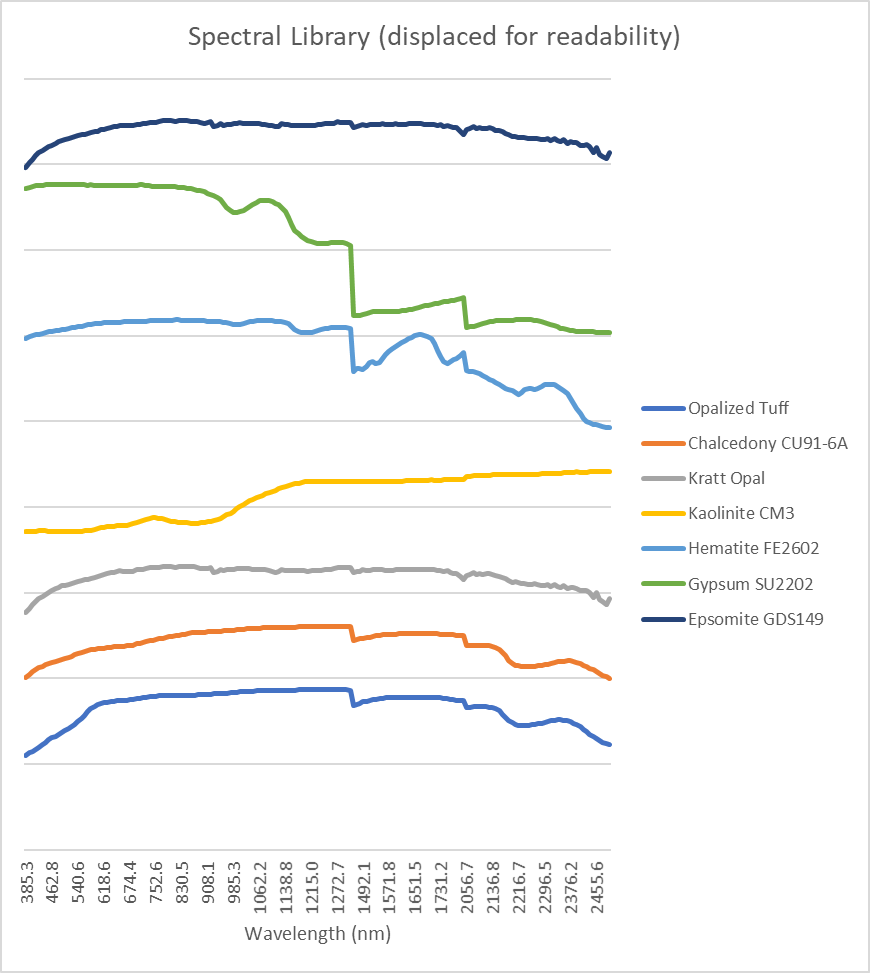 Spectral Library (displaced for readability)
Opalized Tuff
Chalcedony CU91-6A
Kratt Opal
Kaolinite CM3
Hematite FE2602
Gypsum SU2202
Epsomite GDS149
385.3
462.8
540.6
618.6
674.4
752.6
830.5
908.1
985.3
1062.2
1138.8
1215.0
1272.7
1492.1
1571.8
1651.5
1731.2
2056.7
2136.8
2216.7
2296.5
2376.2
2455.6
Wavelength (nm)